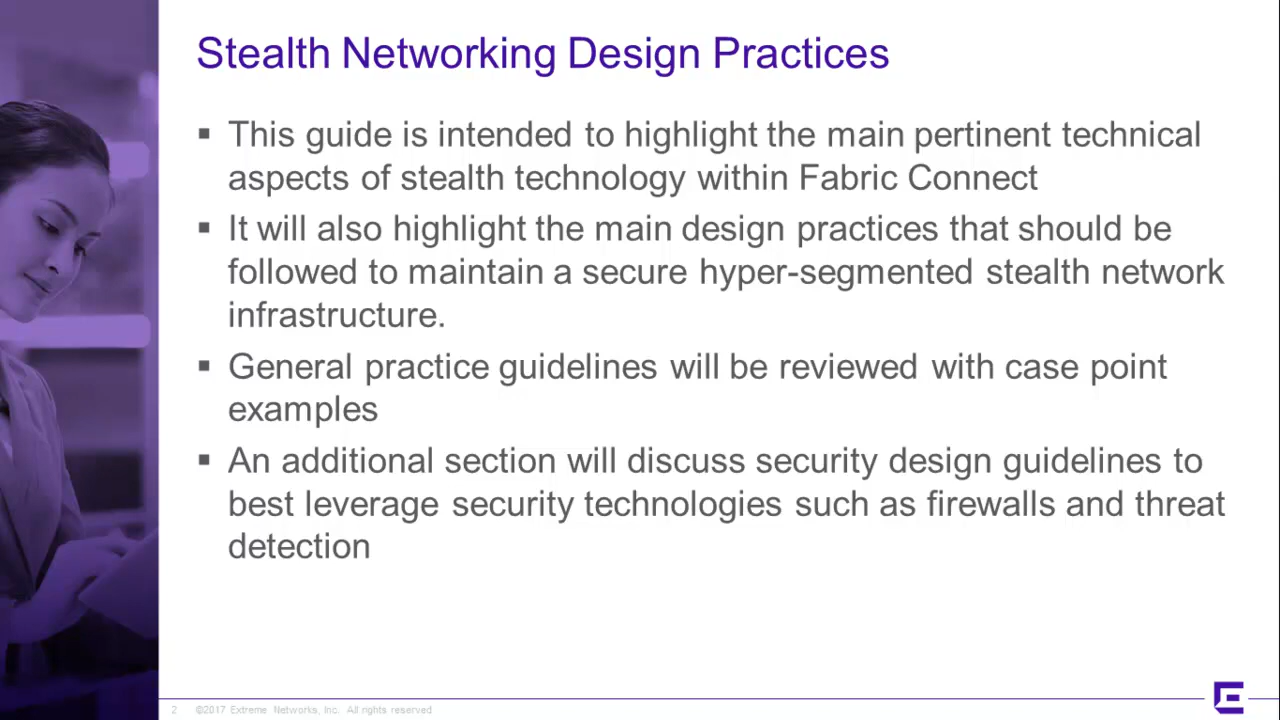 Stealth Networking Design Practices
▪ This guide is intended to highlight the main pertinent technical
aspects of stealth technology within Fabric Connect
▪ It will also highlight the main design practices that should be
followed to maintain a secure hyper-segmented stealth network
infrastructure.
▪ General practice guidelines will be reviewed with case point
examples
▪ An additional section will discuss security design guidelines to
best leverage security technologies such as firewalls and threat
detection
2 ©2017 Extreme Networks, Inc. All rights reserved